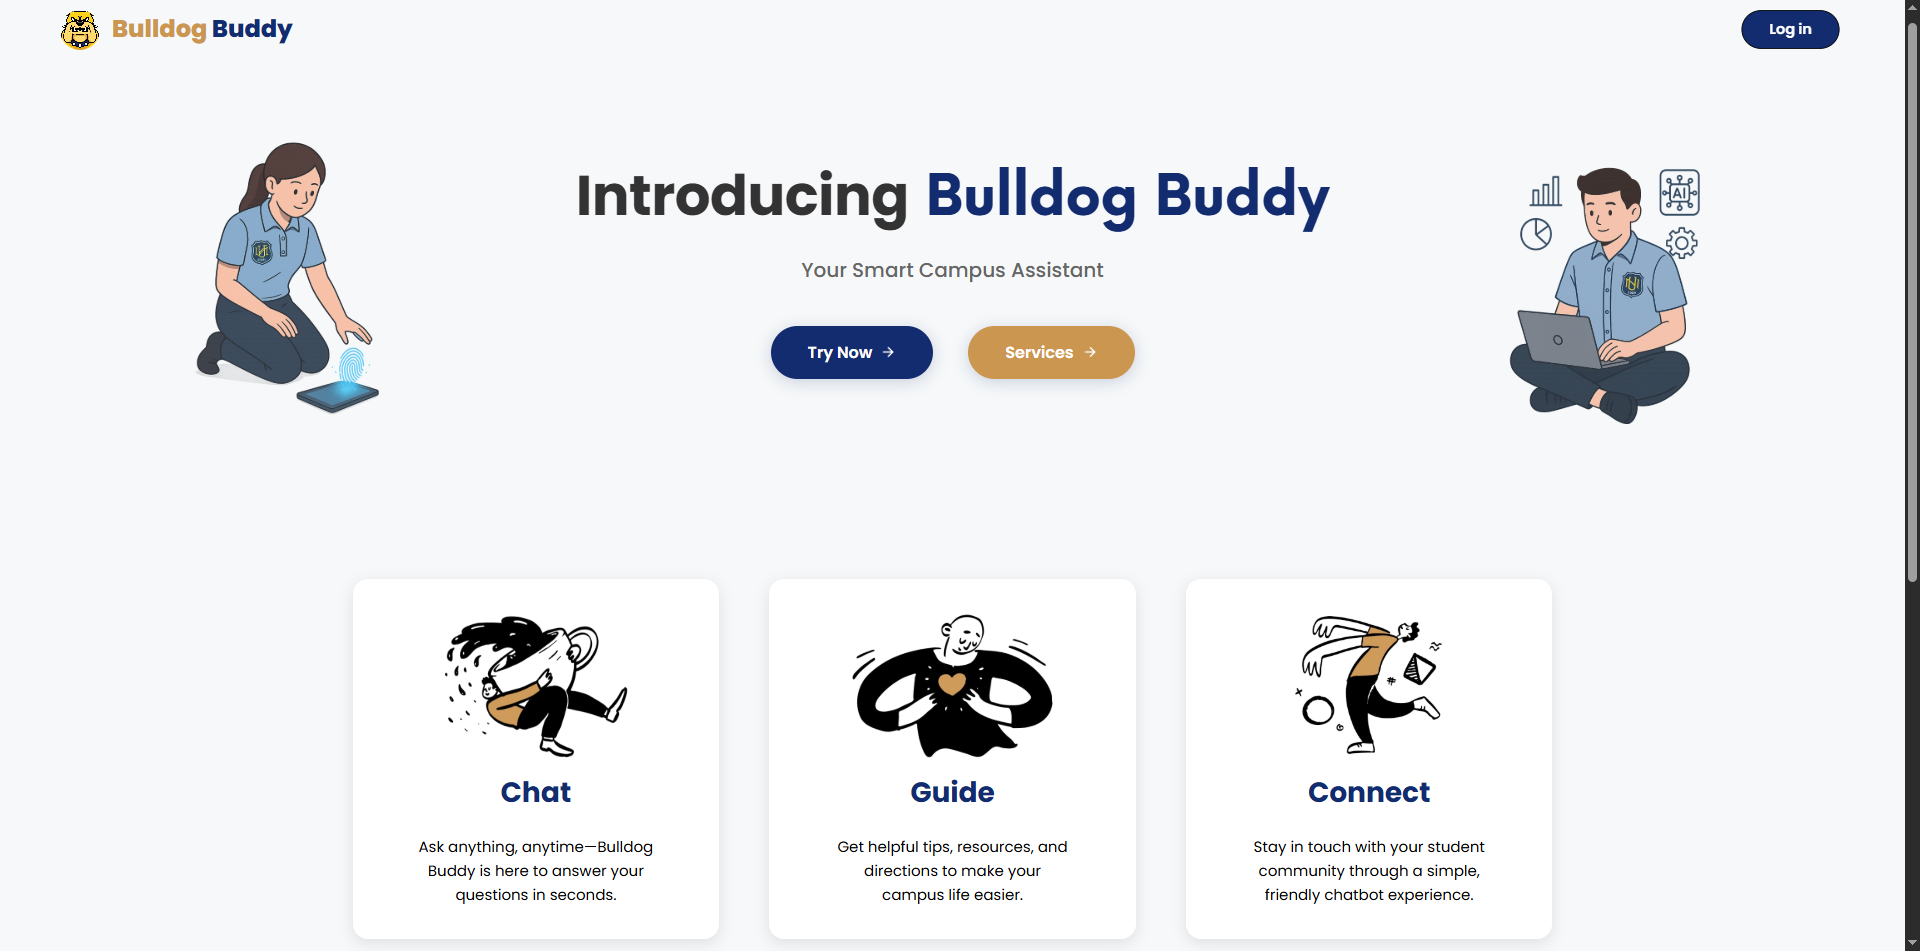 Bulldog Buddy
Log in
Introducing Bulldog Buddy
Your Smart Campus Assistant
Try Now
Services
AI
Chat
Ask anything, anytime—Bulldog
Buddy is here to answer your
questions in seconds.
Guide
Get helpful tips, resources, and
directions to make your
campus life easier.
Connect
Stay in touch with your student
community through a simple,
friendly chatbot experience.